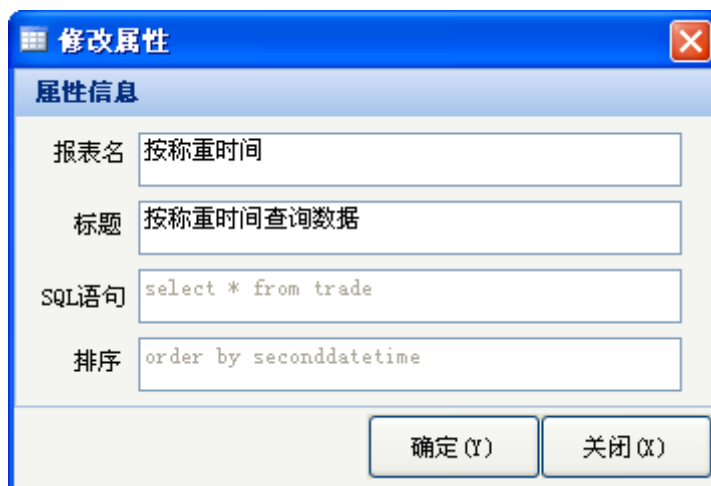 修改属性
属性信息
报表名 按称重时间
标题 按称重时间查询数据
SQL语句 select * from trade
排序 order by seconddatetime
确定(Y) 关闭(X)